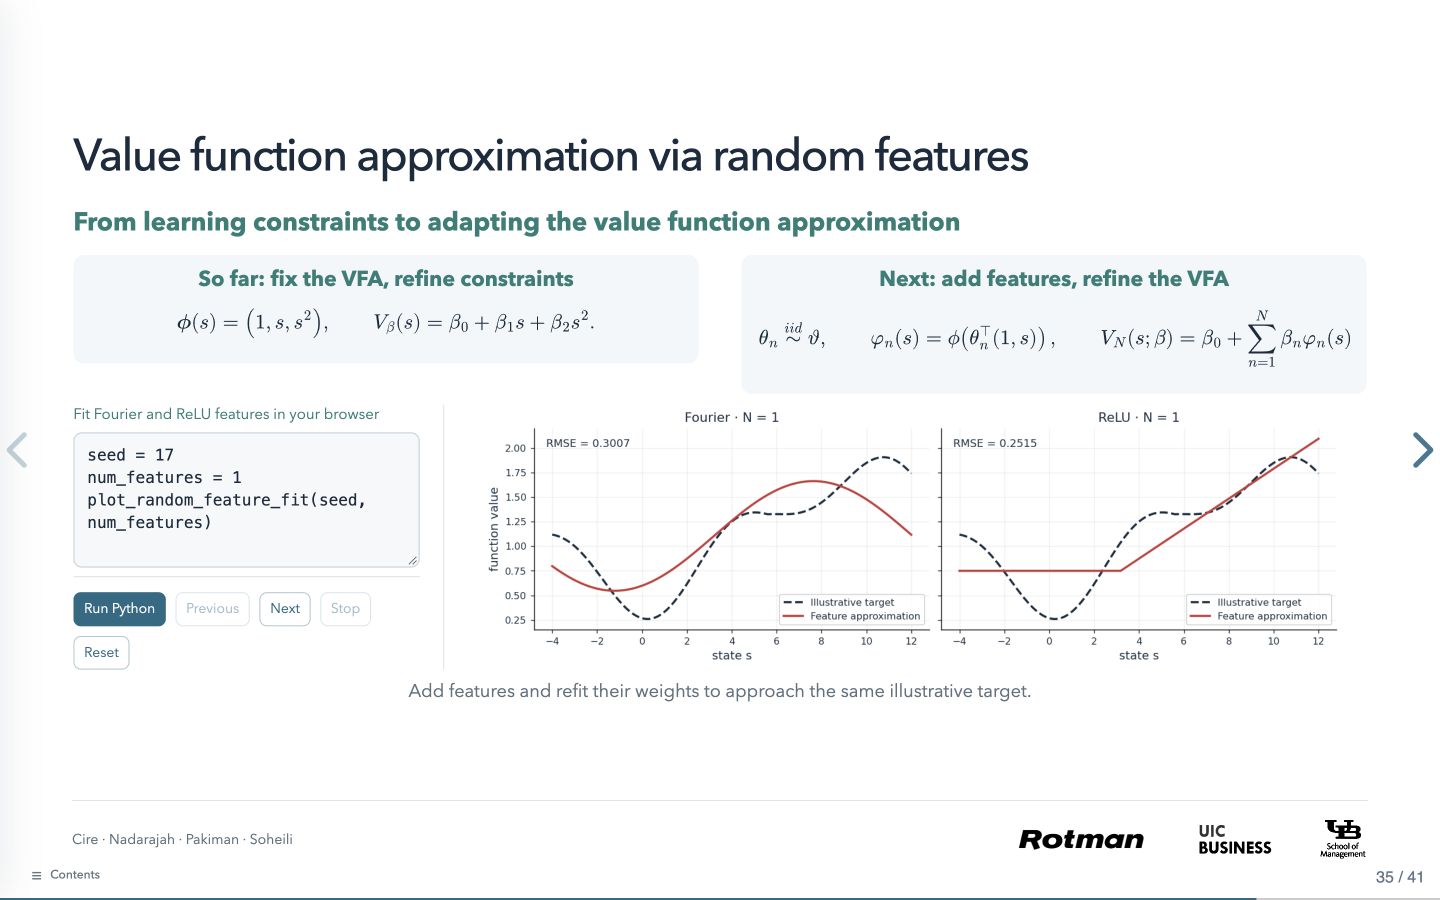 Value function approximation via random features
From learning constraints to adapting the value function approximation
So far: fix the VFA, refine constraints
ϕ(s) = (1, s, s²),  V_β(s) = β₀ + β₁s + β₂s².
Next: add features, refine the VFA
θₙ ~^{iid} ϑ,  φₙ(s) = ϕ(θₙ^⊤(1, s)),  V_N(s; β) = β₀ + ∑_{n=1}^{N} βₙφₙ(s)
Fit Fourier and ReLU features in your browser
seed = 17
num_features = 1
plot_random_feature_fit(seed,
num_features)
Run Python
Previous
Next
Stop
Reset
Fourier · N = 1
RMSE = 0.3007
function value
2.00
1.75
1.50
1.25
1.00
0.75
0.50
0.25
Illustrative target
Feature approximation
−4 −2 0 2 4 6 8 10 12
state s
ReLU · N = 1
RMSE = 0.2515
Illustrative target
Feature approximation
−4 −2 0 2 4 6 8 10 12
state s
Add features and refit their weights to approach the same illustrative target.
Cire · Nadarajah · Pakiman · Soheili
Rotman
UIC
BUSINESS
UB
School of
Management
Contents
35 / 41